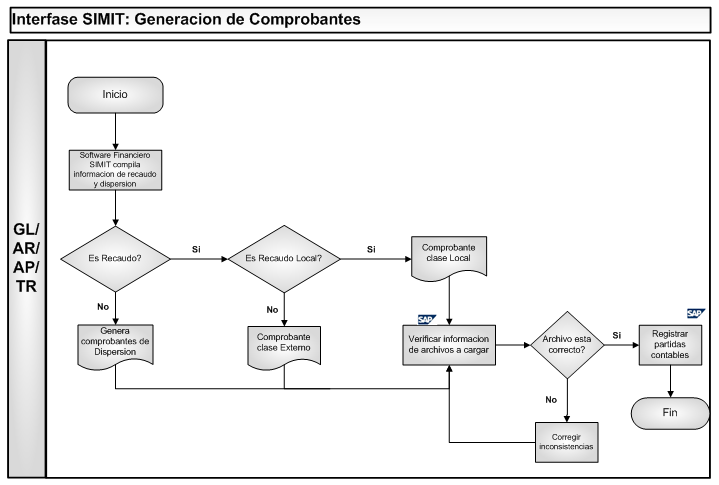 Interfase SIMIT: Generacion de Comprobantes
GL/
AR/
AP/
TR
Inicio
Software Financiero
SIMIT compila
informacion de recaudo
y dispersion
Es Recaudo?
Si
Es Recaudo Local?
Si
Comprobante
clase Local
No
No
Genera
comprobantes de
Dispersion
Comprobante
clase Externo
SAP
Verificar informacion
de archivos a cargar
Archivo esta
correcto?
Si
SAP
Registrar
partidas
contables
No
Corregir
inconsistencias
Fin